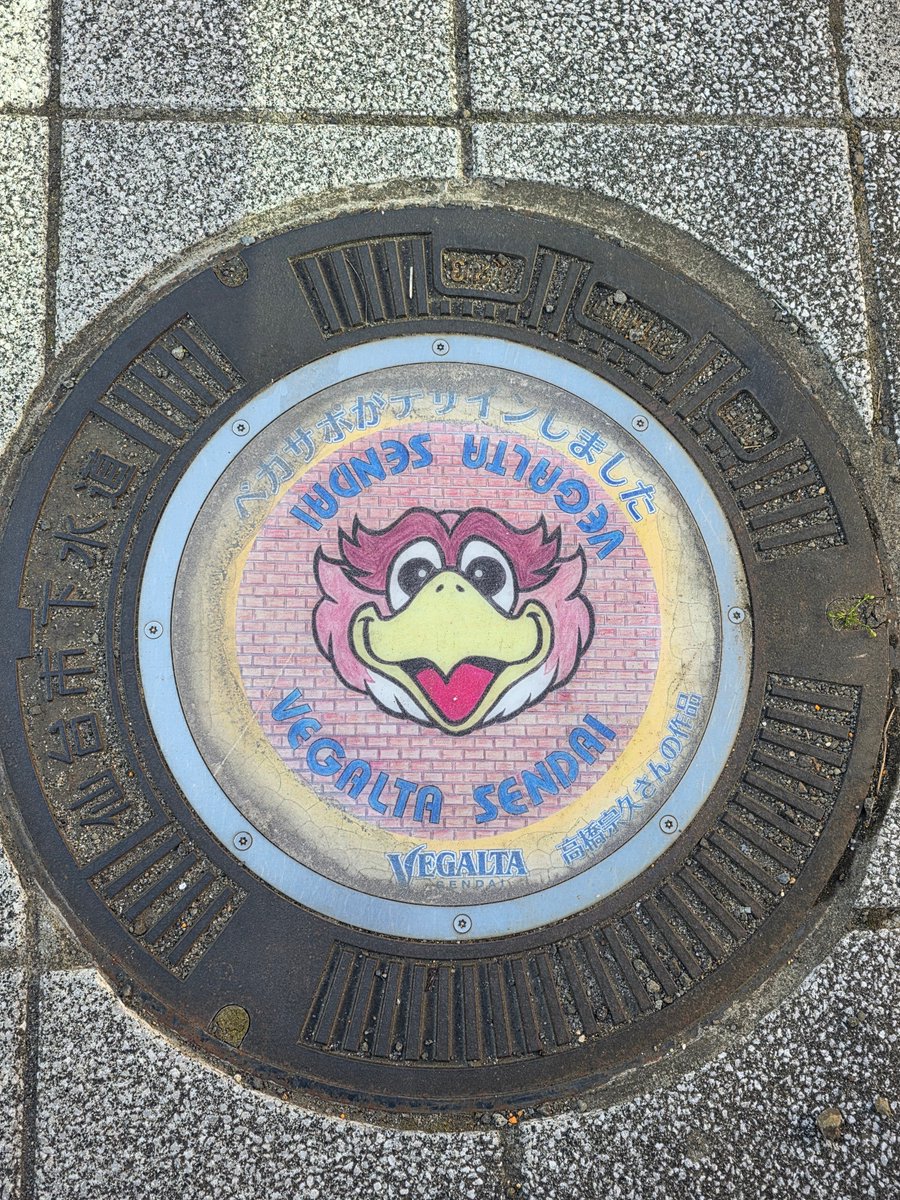 ベガサポがデザインしました
VEGALTA SENDAI
VEGALTA SENDAI
高橋宗久さんの作品
VEGALTA
SENDAI
仙台市下水道